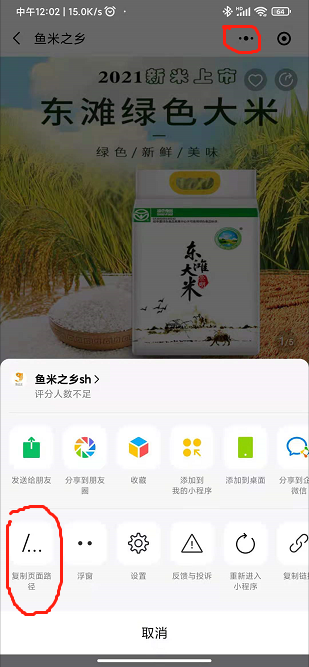 中午12:02 | 15.0K/s
64
鱼米之乡
2021新米上市
东滩绿色大米
绿色/新鲜/美味
东滩大米
1/5
鱼米之乡sh
评分人数不足
发送给朋友
分享到朋友圈
收藏
添加到我的小程序
添加到桌面
分享到企
微信
/...
复制页面路径
浮窗
设置
反馈与投诉
重新进入小程序
复制链
取消